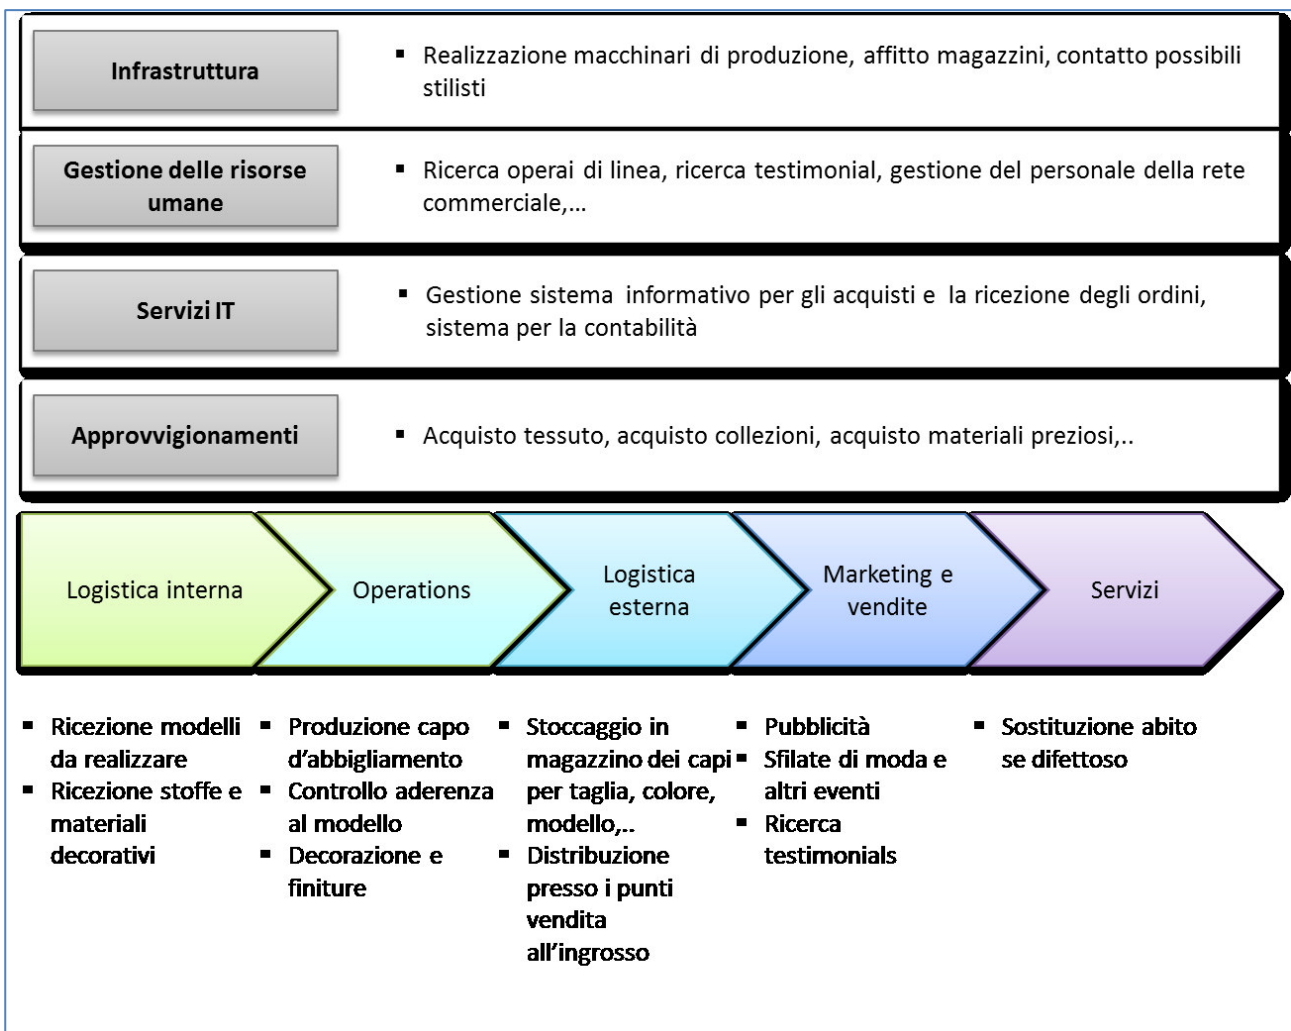 Infrastruttura
▪ Realizzazione macchinari di produzione, affitto magazzini, contatto possibili
stilisti
Gestione delle risorse
umane
▪ Ricerca operai di linea, ricerca testimonial, gestione del personale della rete
commerciale,...
Servizi IT
▪ Gestione sistema informativo per gli acquisti e la ricezione degli ordini,
sistema per la contabilità
Approvvigionamenti
▪ Acquisto tessuto, acquisto collezioni, acquisto materiali preziosi,..
Logistica interna
Operations
Logistica
esterna
Marketing e
vendite
Servizi
▪ Ricezione modelli
da realizzare
▪ Ricezione stoffe e
materiali
decorativi
▪ Produzione capo
d'abbigliamento
▪ Controllo aderenza
al modello
▪ Decorazione e
finiture
▪ Stoccaggio in
magazzino dei capi
per taglia, colore,
modello,..
▪ Distribuzione
presso i punti
vendita
all'ingrosso
▪ Pubblicità
▪ Sfilate di moda e
altri eventi
▪ Ricerca
testimonials
▪ Sostituzione abito
se difettoso